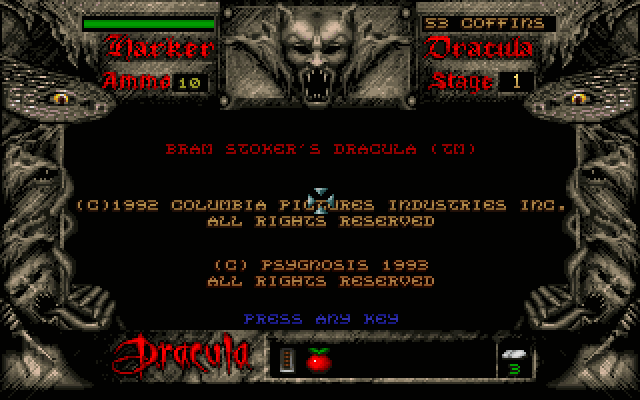 53 COFFINS
Harker
Dracula
Ammo 10
Stage 1
BRAM STOKER'S DRACULA (TM)
(C)1992 COLUMBIA PICTURES INDUSTRIES INC.
ALL RIGHTS RESERVED
(C) PSYGNOSIS 1993
ALL RIGHTS RESERVED
PRESS ANY KEY
Dracula
3